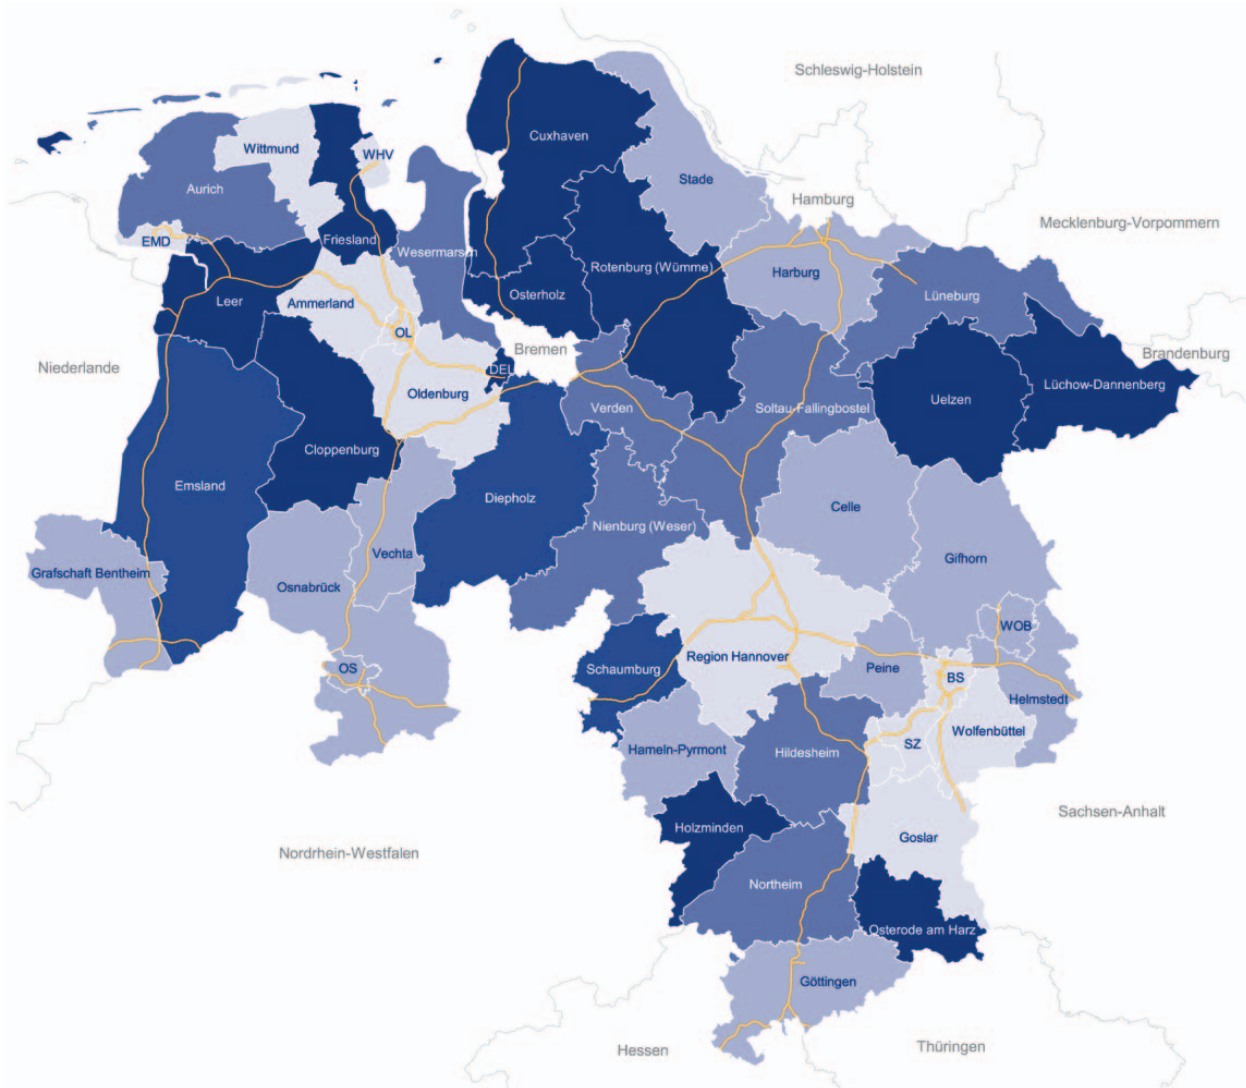 Schleswig-Holstein
Cuxhaven
Wittmund
WHV
Stade
Aurich
Hamburg
Mecklenburg-Vorpommern
EMD
Friesland
Wesermarsch
Rotenburg (Wümme)
Harburg
Osterholz
Lüneburg
Leer
Ammerland
OL
Bremen
Brandenburg
Niederlande
DEL
Lüchow-Dannenberg
Oldenburg
Verden
Soltau-Fallingbostel
Uelzen
Cloppenburg
Emsland
Diepholz
Celle
Nienburg (Weser)
Vechta
Gifhorn
Grafschaft Bentheim
Osnabrück
WOB
Region Hannover
OS
Schaumburg
Peine
BS
Helmstedt
Wolfenbüttel
SZ
Hameln-Pyrmont
Hildesheim
Sachsen-Anhalt
Holzminden
Goslar
Nordrhein-Westfalen
Northeim
Osterode am Harz
Göttingen
Hessen
Thüringen